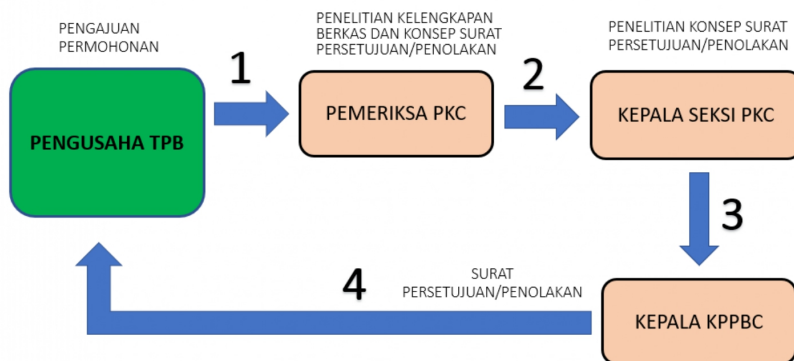 PENGAJUAN
PERMOHONAN
PENGUSAHA TPB
1
PENELITIAN KELENGKAPAN
BERKAS DAN KONSEP SURAT
PERSETUJUAN/PENOLAKAN
PEMERIKSA PKC
2
PENELITIAN KONSEP SURAT
PERSETUJUAN/PENOLAKAN
KEPALA SEKSI PKC
3
KEPALA KPPBC
4
SURAT
PERSETUJUAN/PENOLAKAN